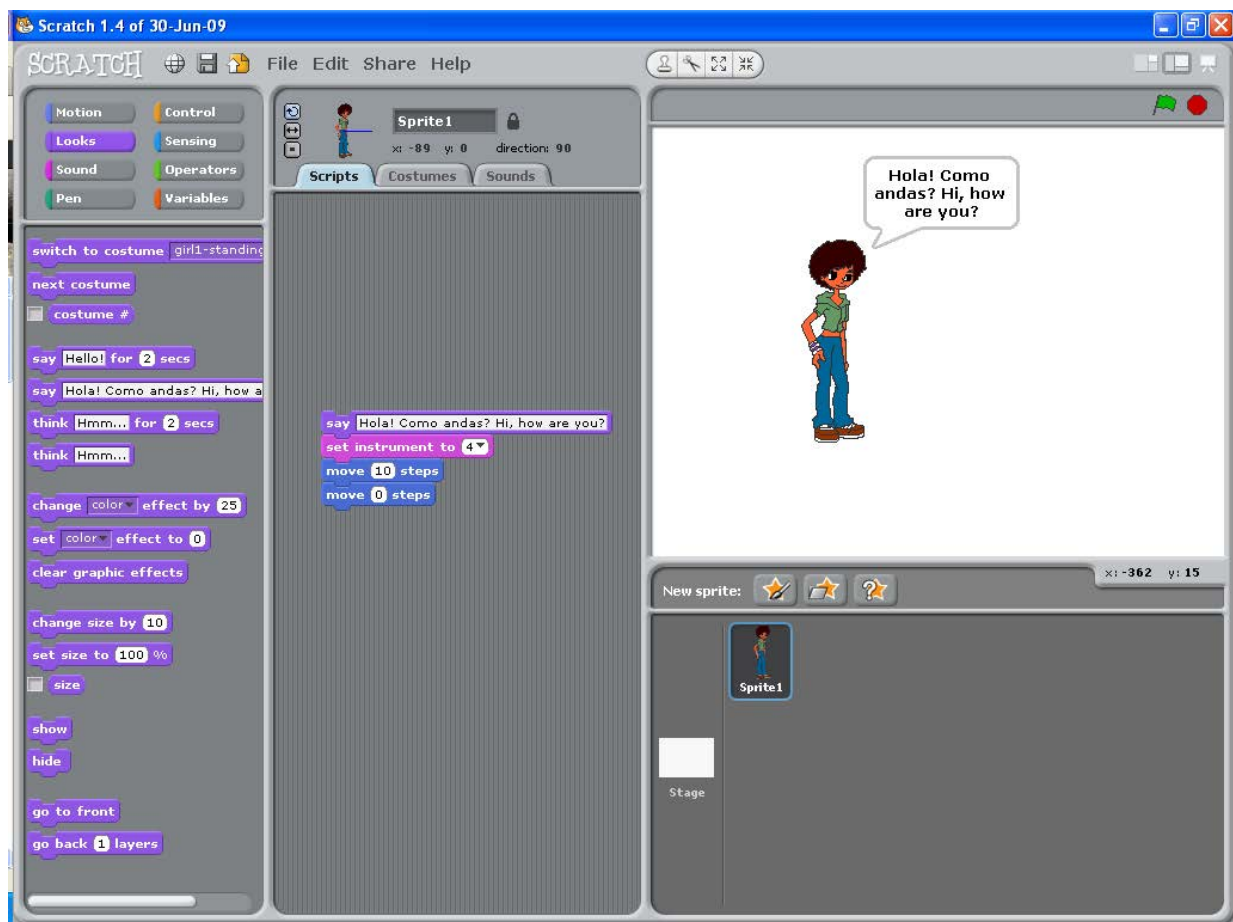 Scratch 1.4 of 30-Jun-09
SCRATCH File Edit Share Help
Motion Control
Looks Sensing
Sound Operators
Pen Variables
switch to costume girl1-standing
next costume
costume #
say Hello! for 2 secs
say Hola! Como andas? Hi, how a
think Hmm... for 2 secs
think Hmm...
change color effect by 25
set color effect to 0
clear graphic effects
change size by 10
set size to 100 %
size
show
hide
go to front
go back 1 layers
Sprite1
x: -89 y: 0 direction: 90
Scripts Costumes Sounds
say Hola! Como andas? Hi, how are you?
set instrument to 4
move 10 steps
move 0 steps
Hola! Como
andas? Hi, how
are you?
x: -362 y: 15
New sprite:
Sprite1
Stage